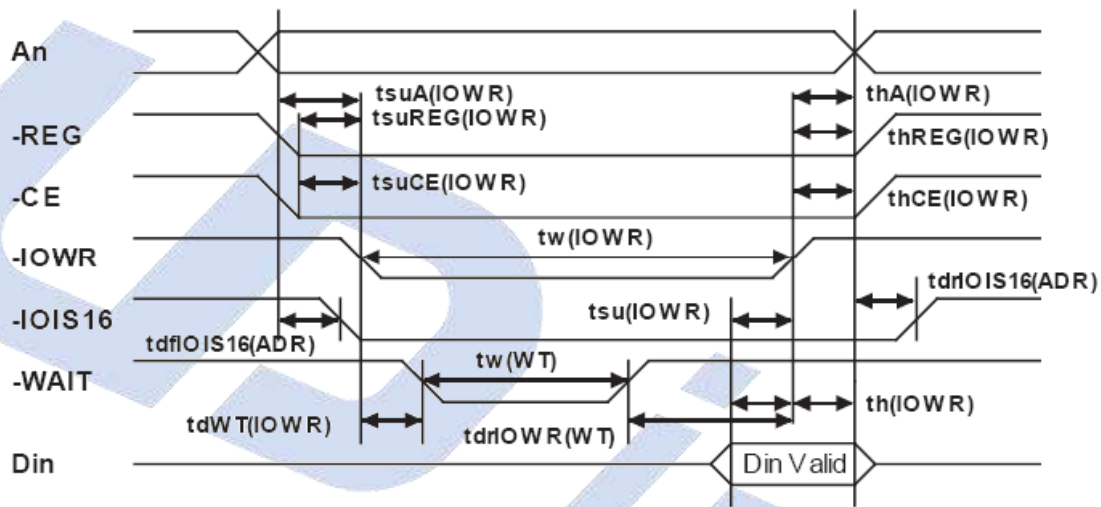 An
tsuA(IOWR)
thA(IOWR)
tsuREG(IOWR)
-REG
thREG(IOWR)
tsuCE(IOWR)
-CE
thCE(IOWR)
tw(IOWR)
-IOWR
tdrIOIS16(ADR)
tsu(IOWR)
-IOIS16
tdfIOIS16(ADR)
tw(WT)
-WAIT
th(IOWR)
tdWT(IOWR)
tdrIOWR(WT)
Din
Din Valid